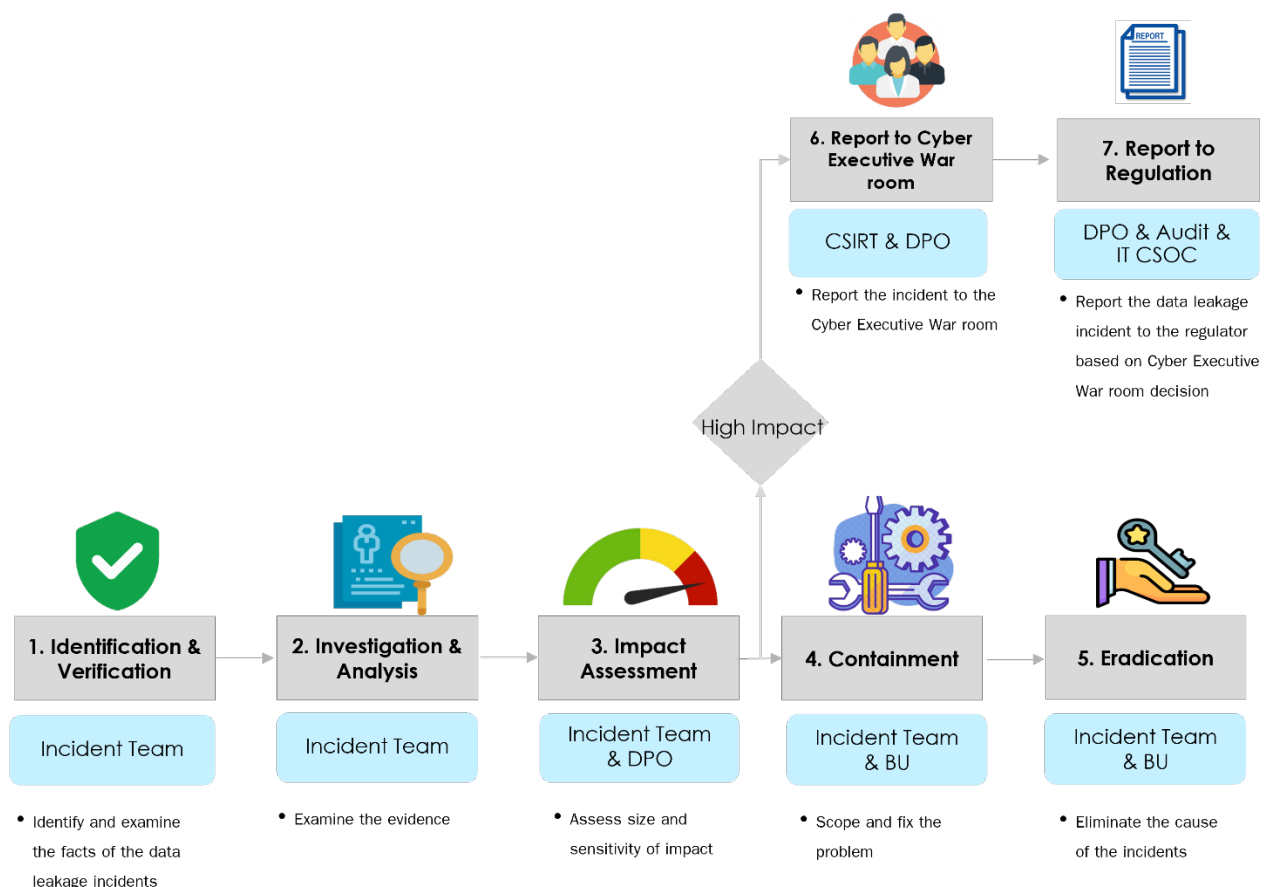 REPORT
6. Report to Cyber
Executive War
room
7. Report to
Regulation
CSIRT & DPO
DPO & Audit &
IT CSOC
• Report the incident to the
Cyber Executive War room
• Report the data leakage
incident to the regulator
based on Cyber Executive
War room decision
High Impact
1. Identification &
Verification
2. Investigation &
Analysis
3. Impact
Assessment
4. Containment
5. Eradication
Incident Team
Incident Team
Incident Team
& DPO
Incident Team
& BU
Incident Team
& BU
• Identify and examine
the facts of the data
leakage incidents
• Examine the evidence
• Assess size and
sensitivity of impact
• Scope and fix the
problem
• Eliminate the cause
of the incidents